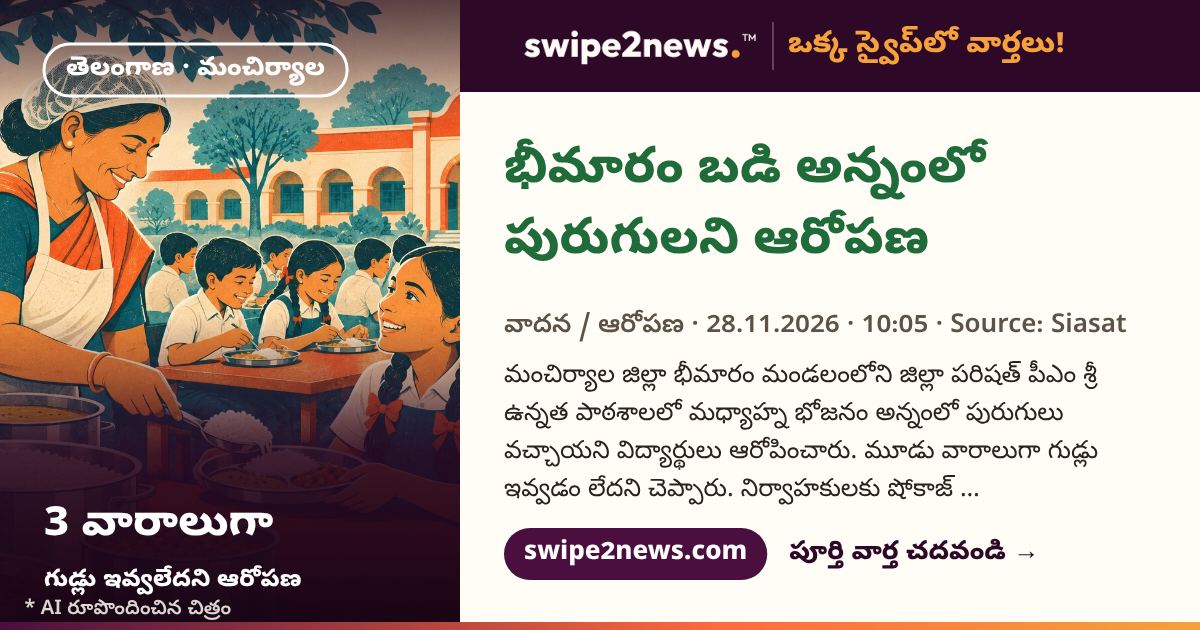 తెలంగాణ · మంచిర్యాల
swipe2news.™ ఒక్క స్వైప్‌లో వార్తలు!
భీమారం బడి అన్నంలో
పురుగులని ఆరోపణ
వాదన / ఆరోపణ · 28.11.2026 · 10:05 · Source: Siasat
మంచిర్యాల జిల్లా భీమారం మండలంలోని జిల్లా పరిషత్ పీఎం శ్రీ
ఉన్నత పాఠశాలలో మధ్యాహ్న భోజనం అన్నంలో పురుగులు
వచ్చాయని విద్యార్థులు ఆరోపించారు. మూడు వారాలుగా గుడ్లు
ఇవ్వడం లేదని చెప్పారు. నిర్వాహకులకు షోకాజ్ ...
swipe2news.com పూర్తి వార్త చదవండి →
3 వారాలుగా
గుడ్లు ఇవ్వలేదని ఆరోపణ
* AI రూపొందించిన చిత్రం